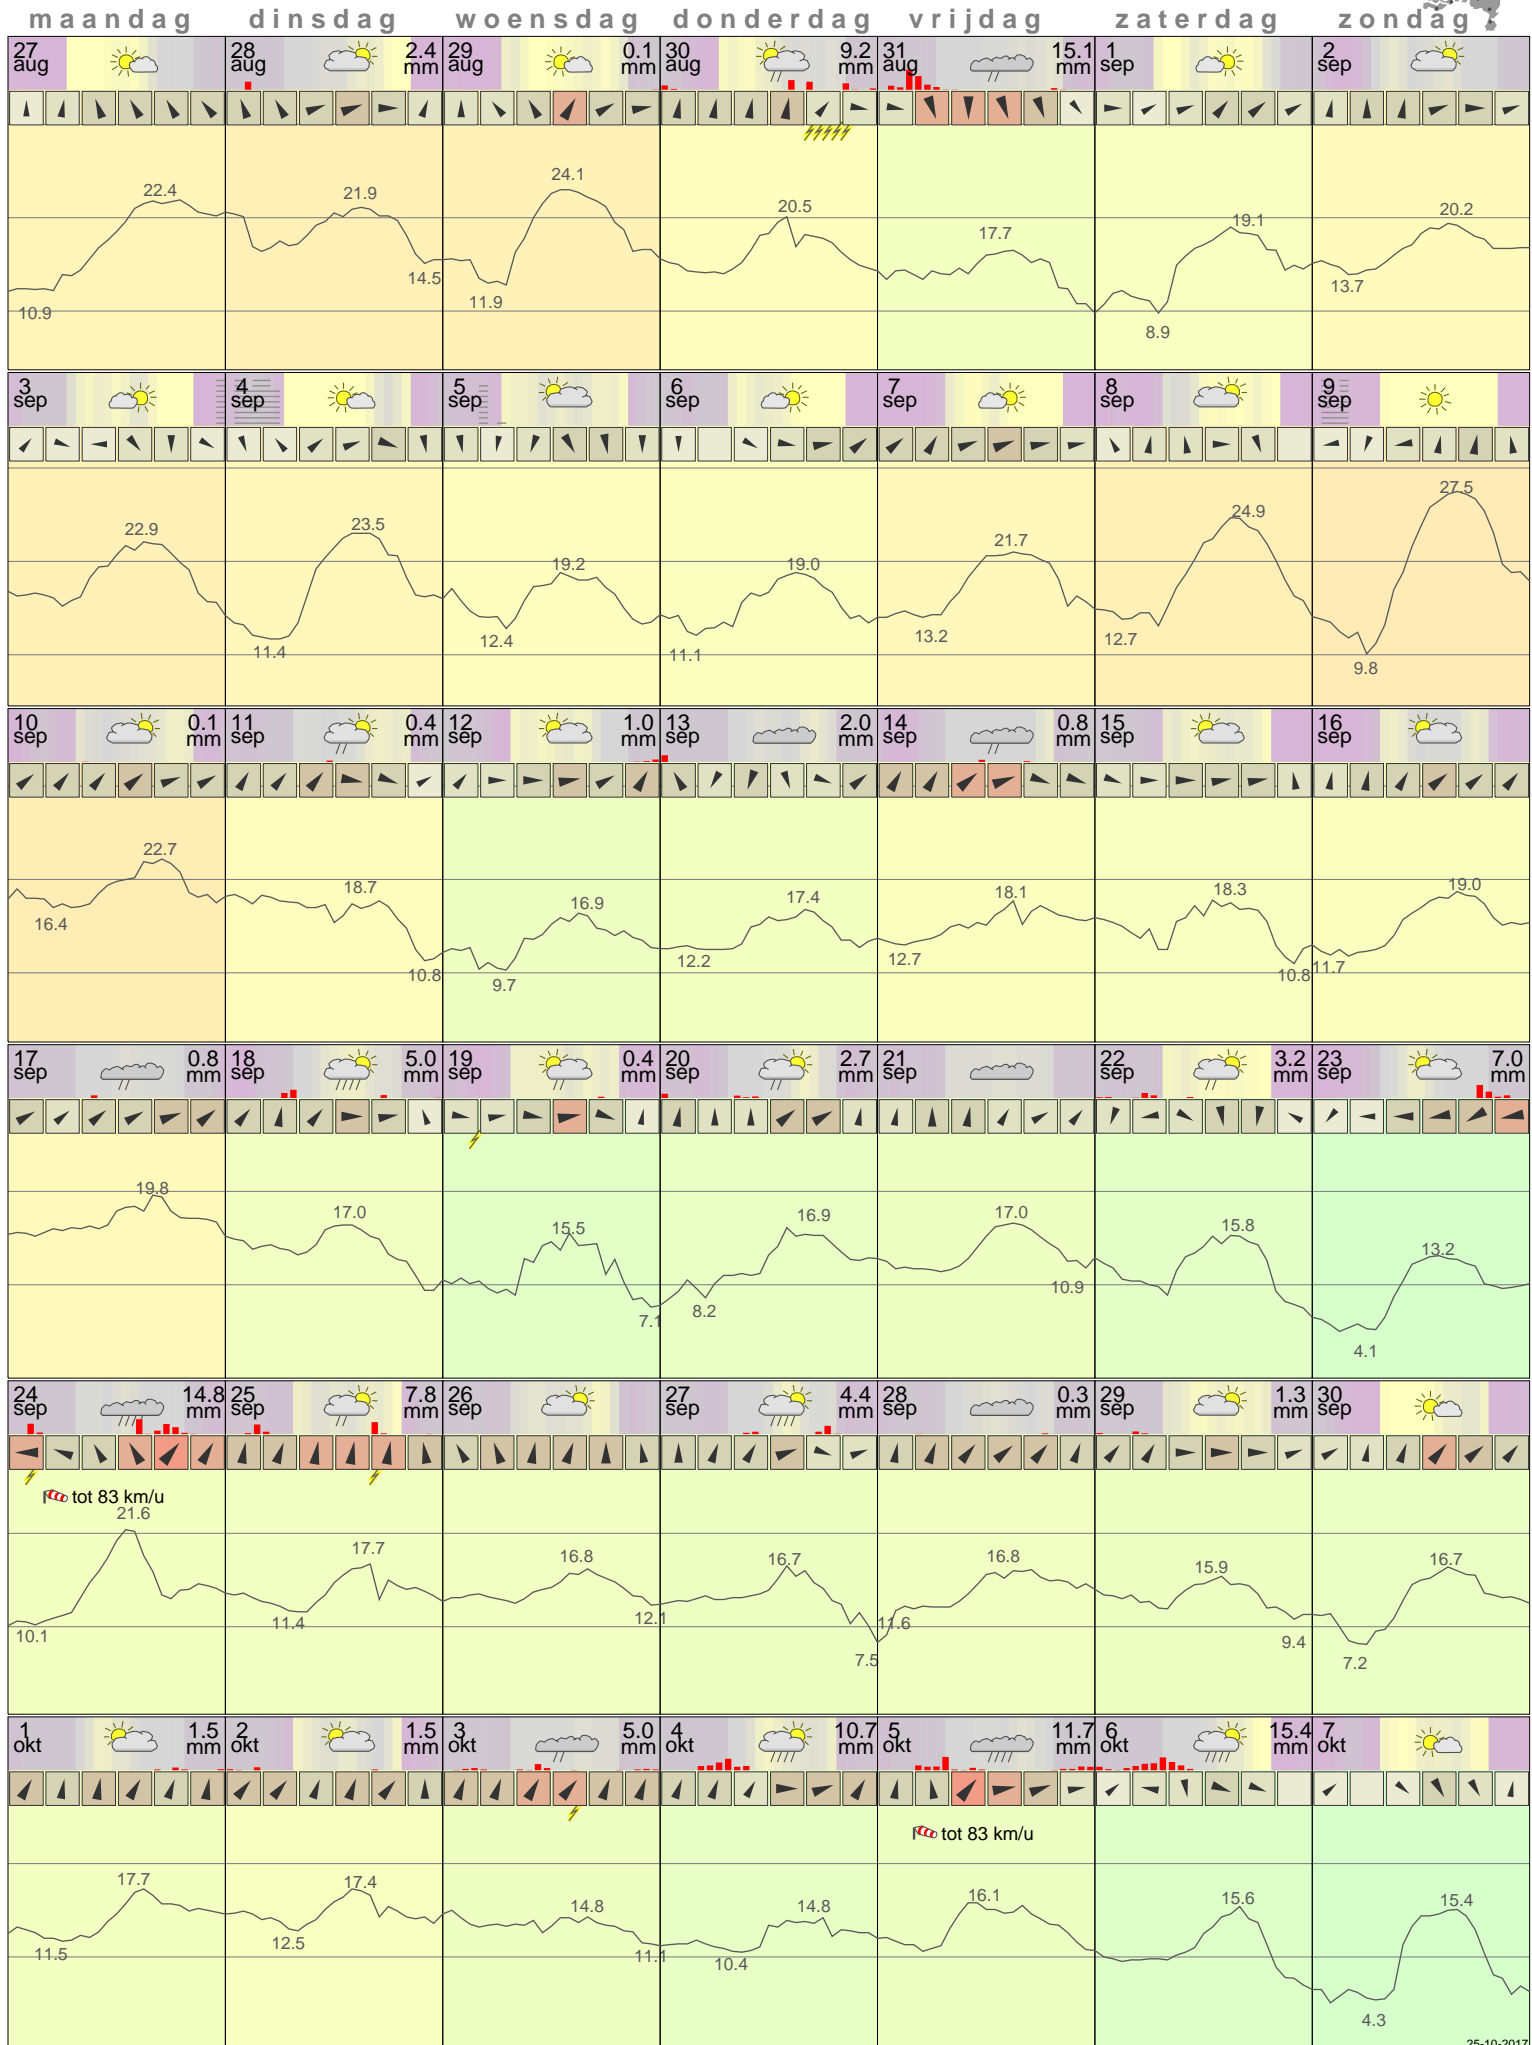 maandag dinsdag woensdag donderdag vrijdag zaterdag zondag
27 28 2.4 29 0.1 30 9.2 31 15.1 1 2
aug aug mm aug mm aug mm aug mm sep sep
22.4 21.9 24.1 20.5 17.7 19.1 20.2
10.9 14.5 11.9 8.9 13.7
3 4 5 6 7 8 9
sep sep sep sep sep sep sep
22.9 23.5 19.2 19.0 21.7 24.9 27.5
11.4 12.4 11.1 13.2 12.7 9.8
10 0.1 11 0.4 12 1.0 13 2.0 14 0.8 15 16
sep mm sep mm sep mm sep mm sep mm sep sep
22.7 18.7 16.9 17.4 18.1 18.3 19.0
16.4 10.8 9.7 12.2 12.7 10.8 11.7
17 0.8 18 5.0 19 0.4 20 2.7 21 22 3.2 23 7.0
sep mm sep mm sep mm sep mm sep sep mm sep mm
19.8 17.0 15.5 16.9 17.0 15.8 13.2
7.1 8.2 10.9 4.1
24 14.8 25 7.8 26 27 4.4 28 0.3 29 1.3 30
sep mm sep mm sep sep mm sep mm sep mm sep
tot 83 km/u
21.6 17.7 16.8 16.7 16.8 15.9 16.7
10.1 11.4 12.1 7.5 11.6 9.4 7.2
1 1.5 2 1.5 3 5.0 4 10.7 5 11.7 6 15.4 7
okt mm okt mm okt mm okt mm okt mm okt mm okt
tot 83 km/u
17.7 17.4 14.8 14.8 16.1 15.6 15.4
11.5 12.5 11.1 10.4 4.3
25-10-2017